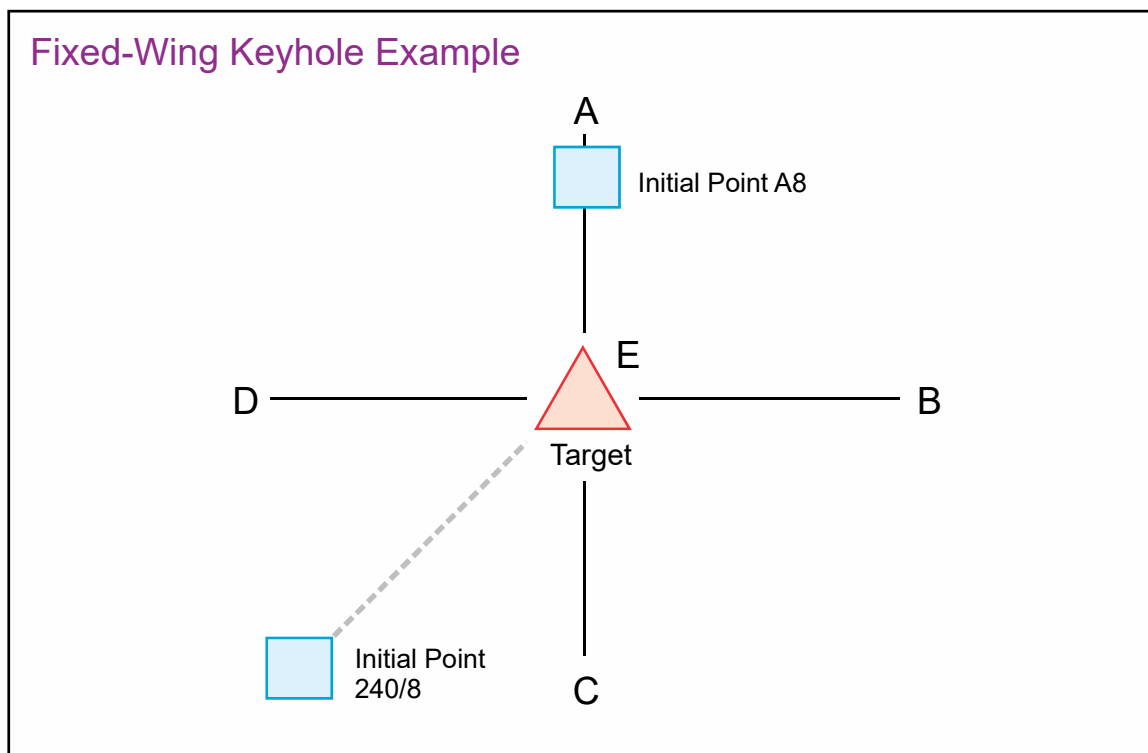 Fixed-Wing Keyhole Example
A
Initial Point A8
E
D
B
Target
Initial Point
240/8
C